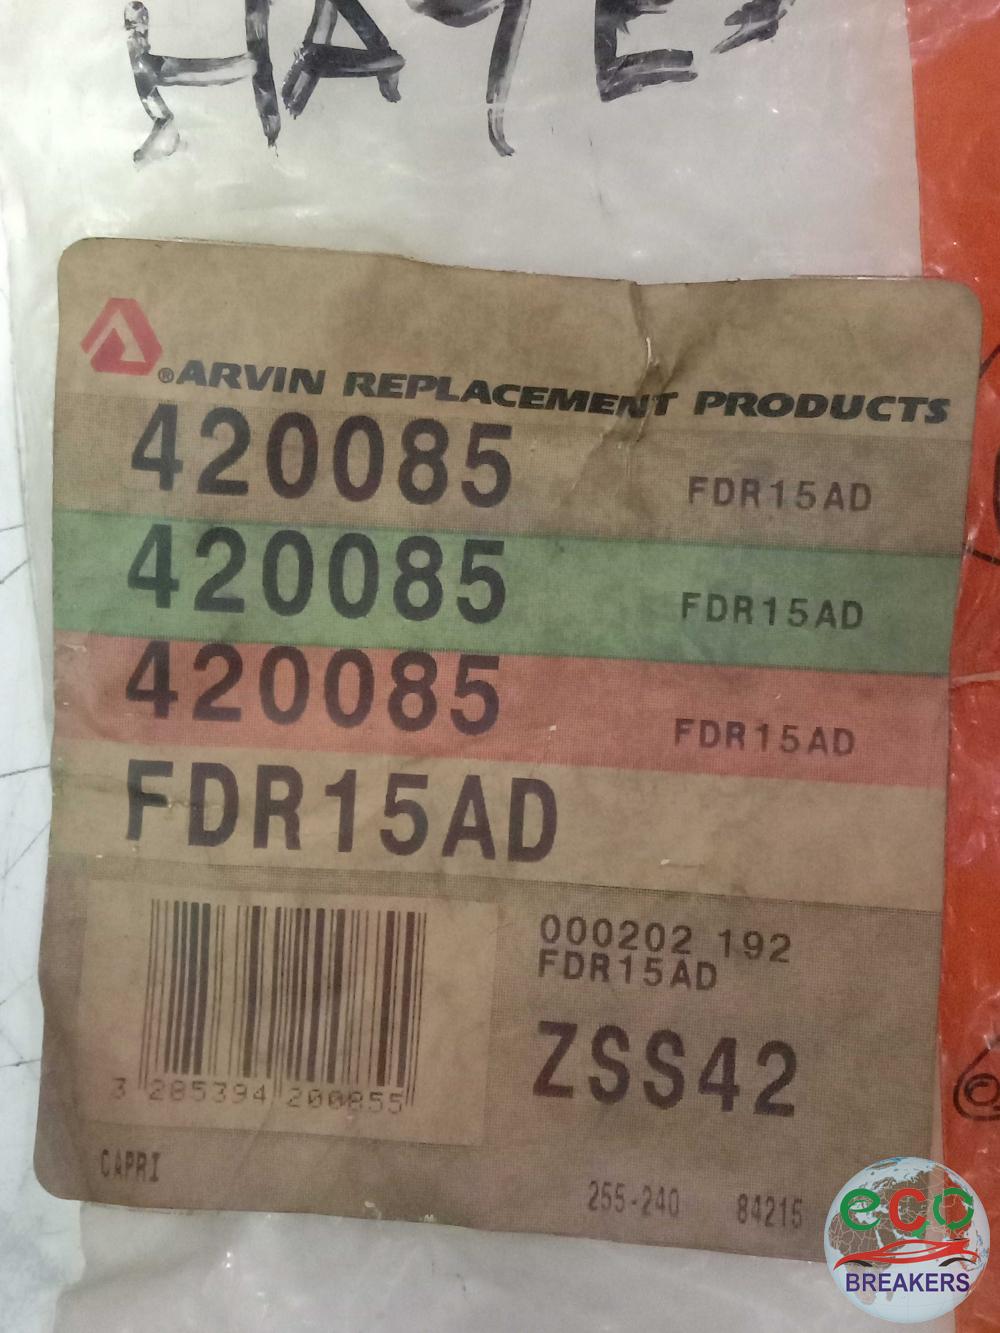 HAYES
® ARVIN REPLACEMENT PRODUCTS
420085 FDR15AD
420085 FDR15AD
420085 FDR15AD
FDR15AD
000202 192
FDR15AD
ZSS42
3 285394 200855
CAPRI
255-240 84215
eco
BREAKERS